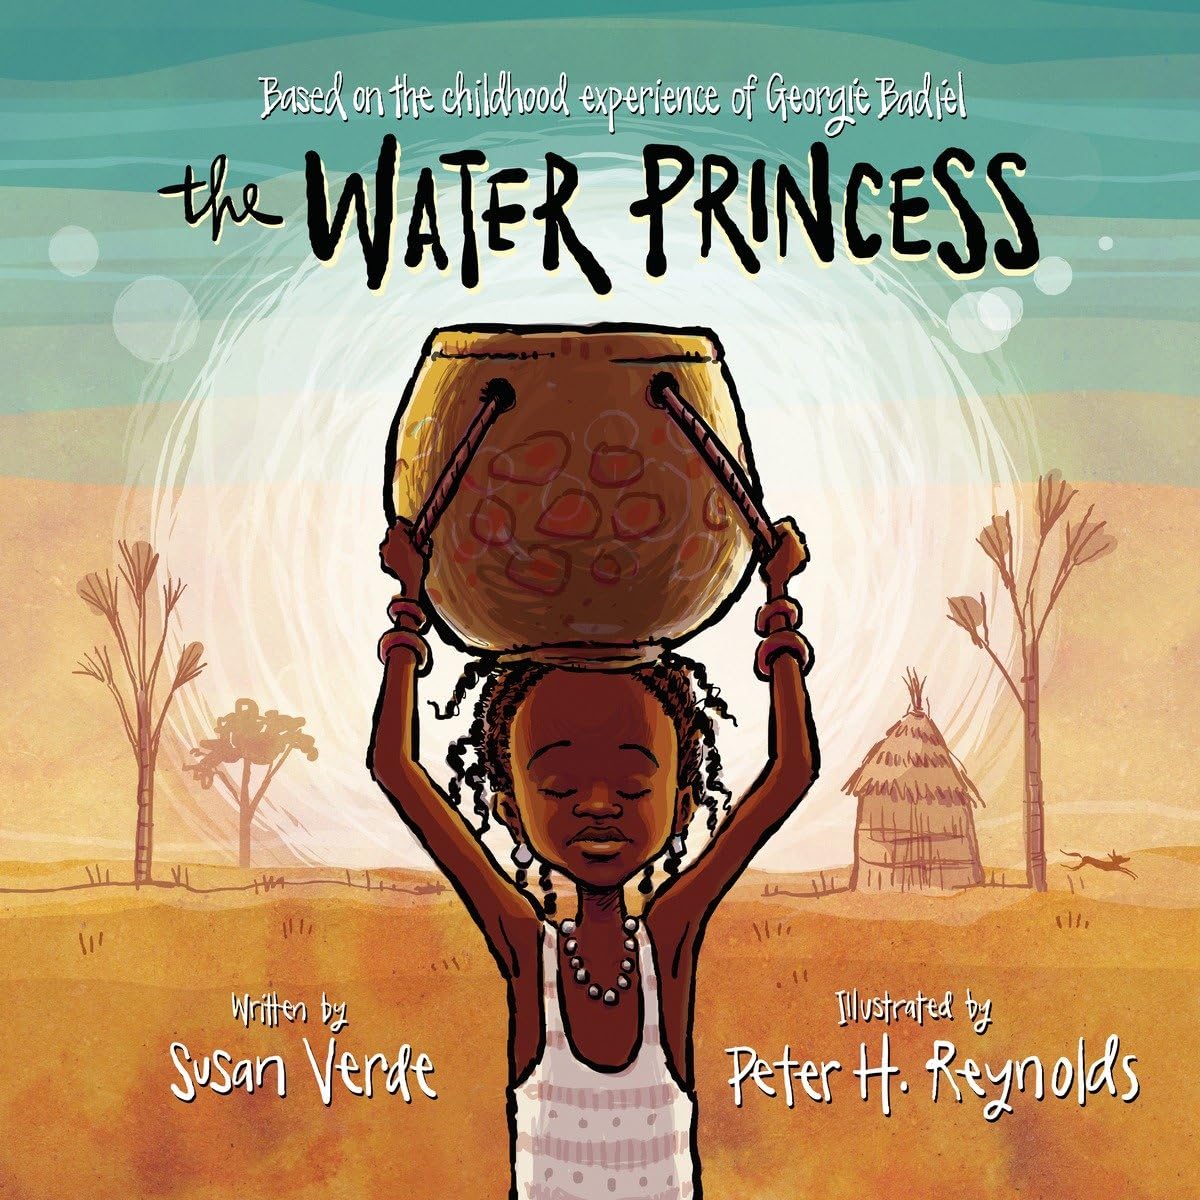 Based on the childhood experience of Georgie Badiel
the WATER PRINCESS
Written by
Susan Verde
Illustrated by
Peter H. Reynolds